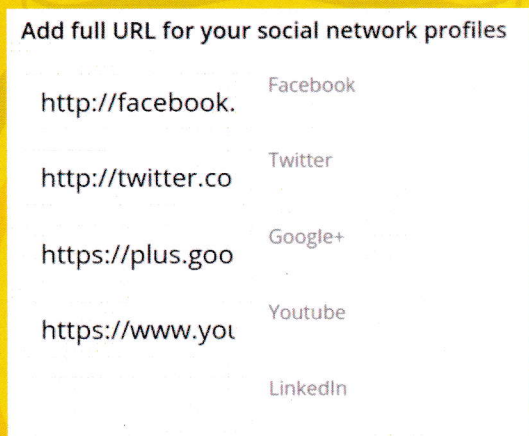 Add full URL for your social network profiles
http://facebook.
Facebook
http://twitter.co
Twitter
https://plus.goo
Google+
https://www.you
Youtube
LinkedIn